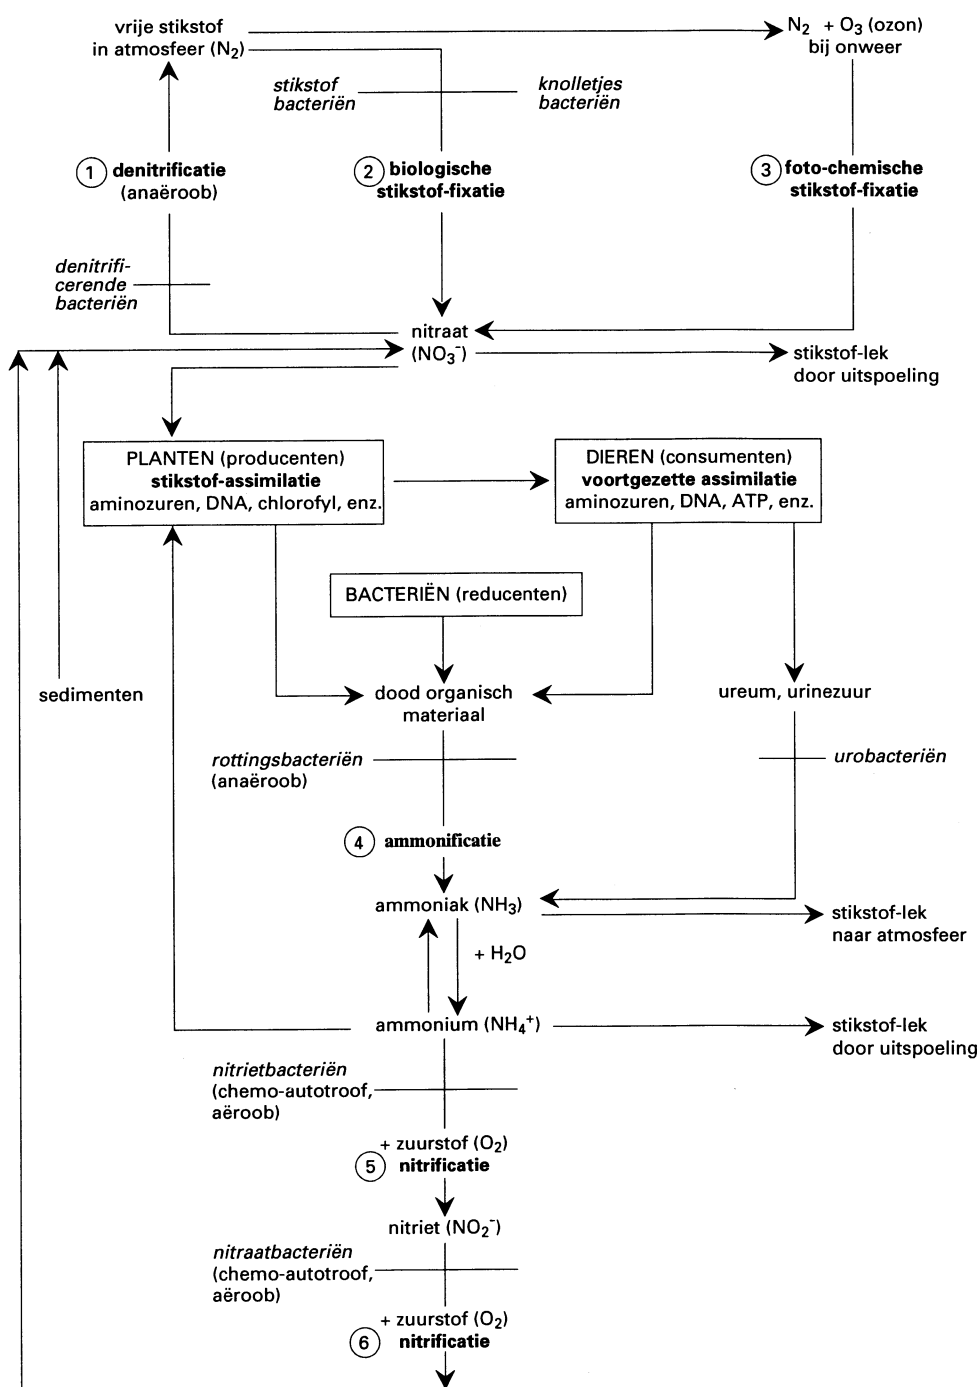 vrije stikstof
in atmosfeer (N₂)
N₂ + O₃ (ozon)
bij onweer
stikstof
bacteriën
knolletjes
bacteriën
1 denitrificatie
(anaëroob)
2 biologische
stikstof-fixatie
3 foto-chemische
stikstof-fixatie
denitrifi-
cerende
bacteriën
nitraat
(NO₃⁻)
stikstof-lek
door uitspoeling
PLANTEN (producenten)
stikstof-assimilatie
aminozuren, DNA, chlorofyl, enz.
DIEREN (consumenten)
voortgezette assimilatie
aminozuren, DNA, ATP, enz.
BACTERIËN (reducenten)
sedimenten
dood organisch
materiaal
ureum, urinezuur
rottingsbacteriën
(anaëroob)
urobacteriën
4 ammonificatie
ammoniak (NH₃)
stikstof-lek
naar atmosfeer
+ H₂O
ammonium (NH₄⁺)
stikstof-lek
door uitspoeling
nitrietbacteriën
(chemo-autotroof,
aëroob)
+ zuurstof (O₂)
5 nitrificatie
nitriet (NO₂⁻)
nitraatbacteriën
(chemo-autotroof,
aëroob)
+ zuurstof (O₂)
6 nitrificatie